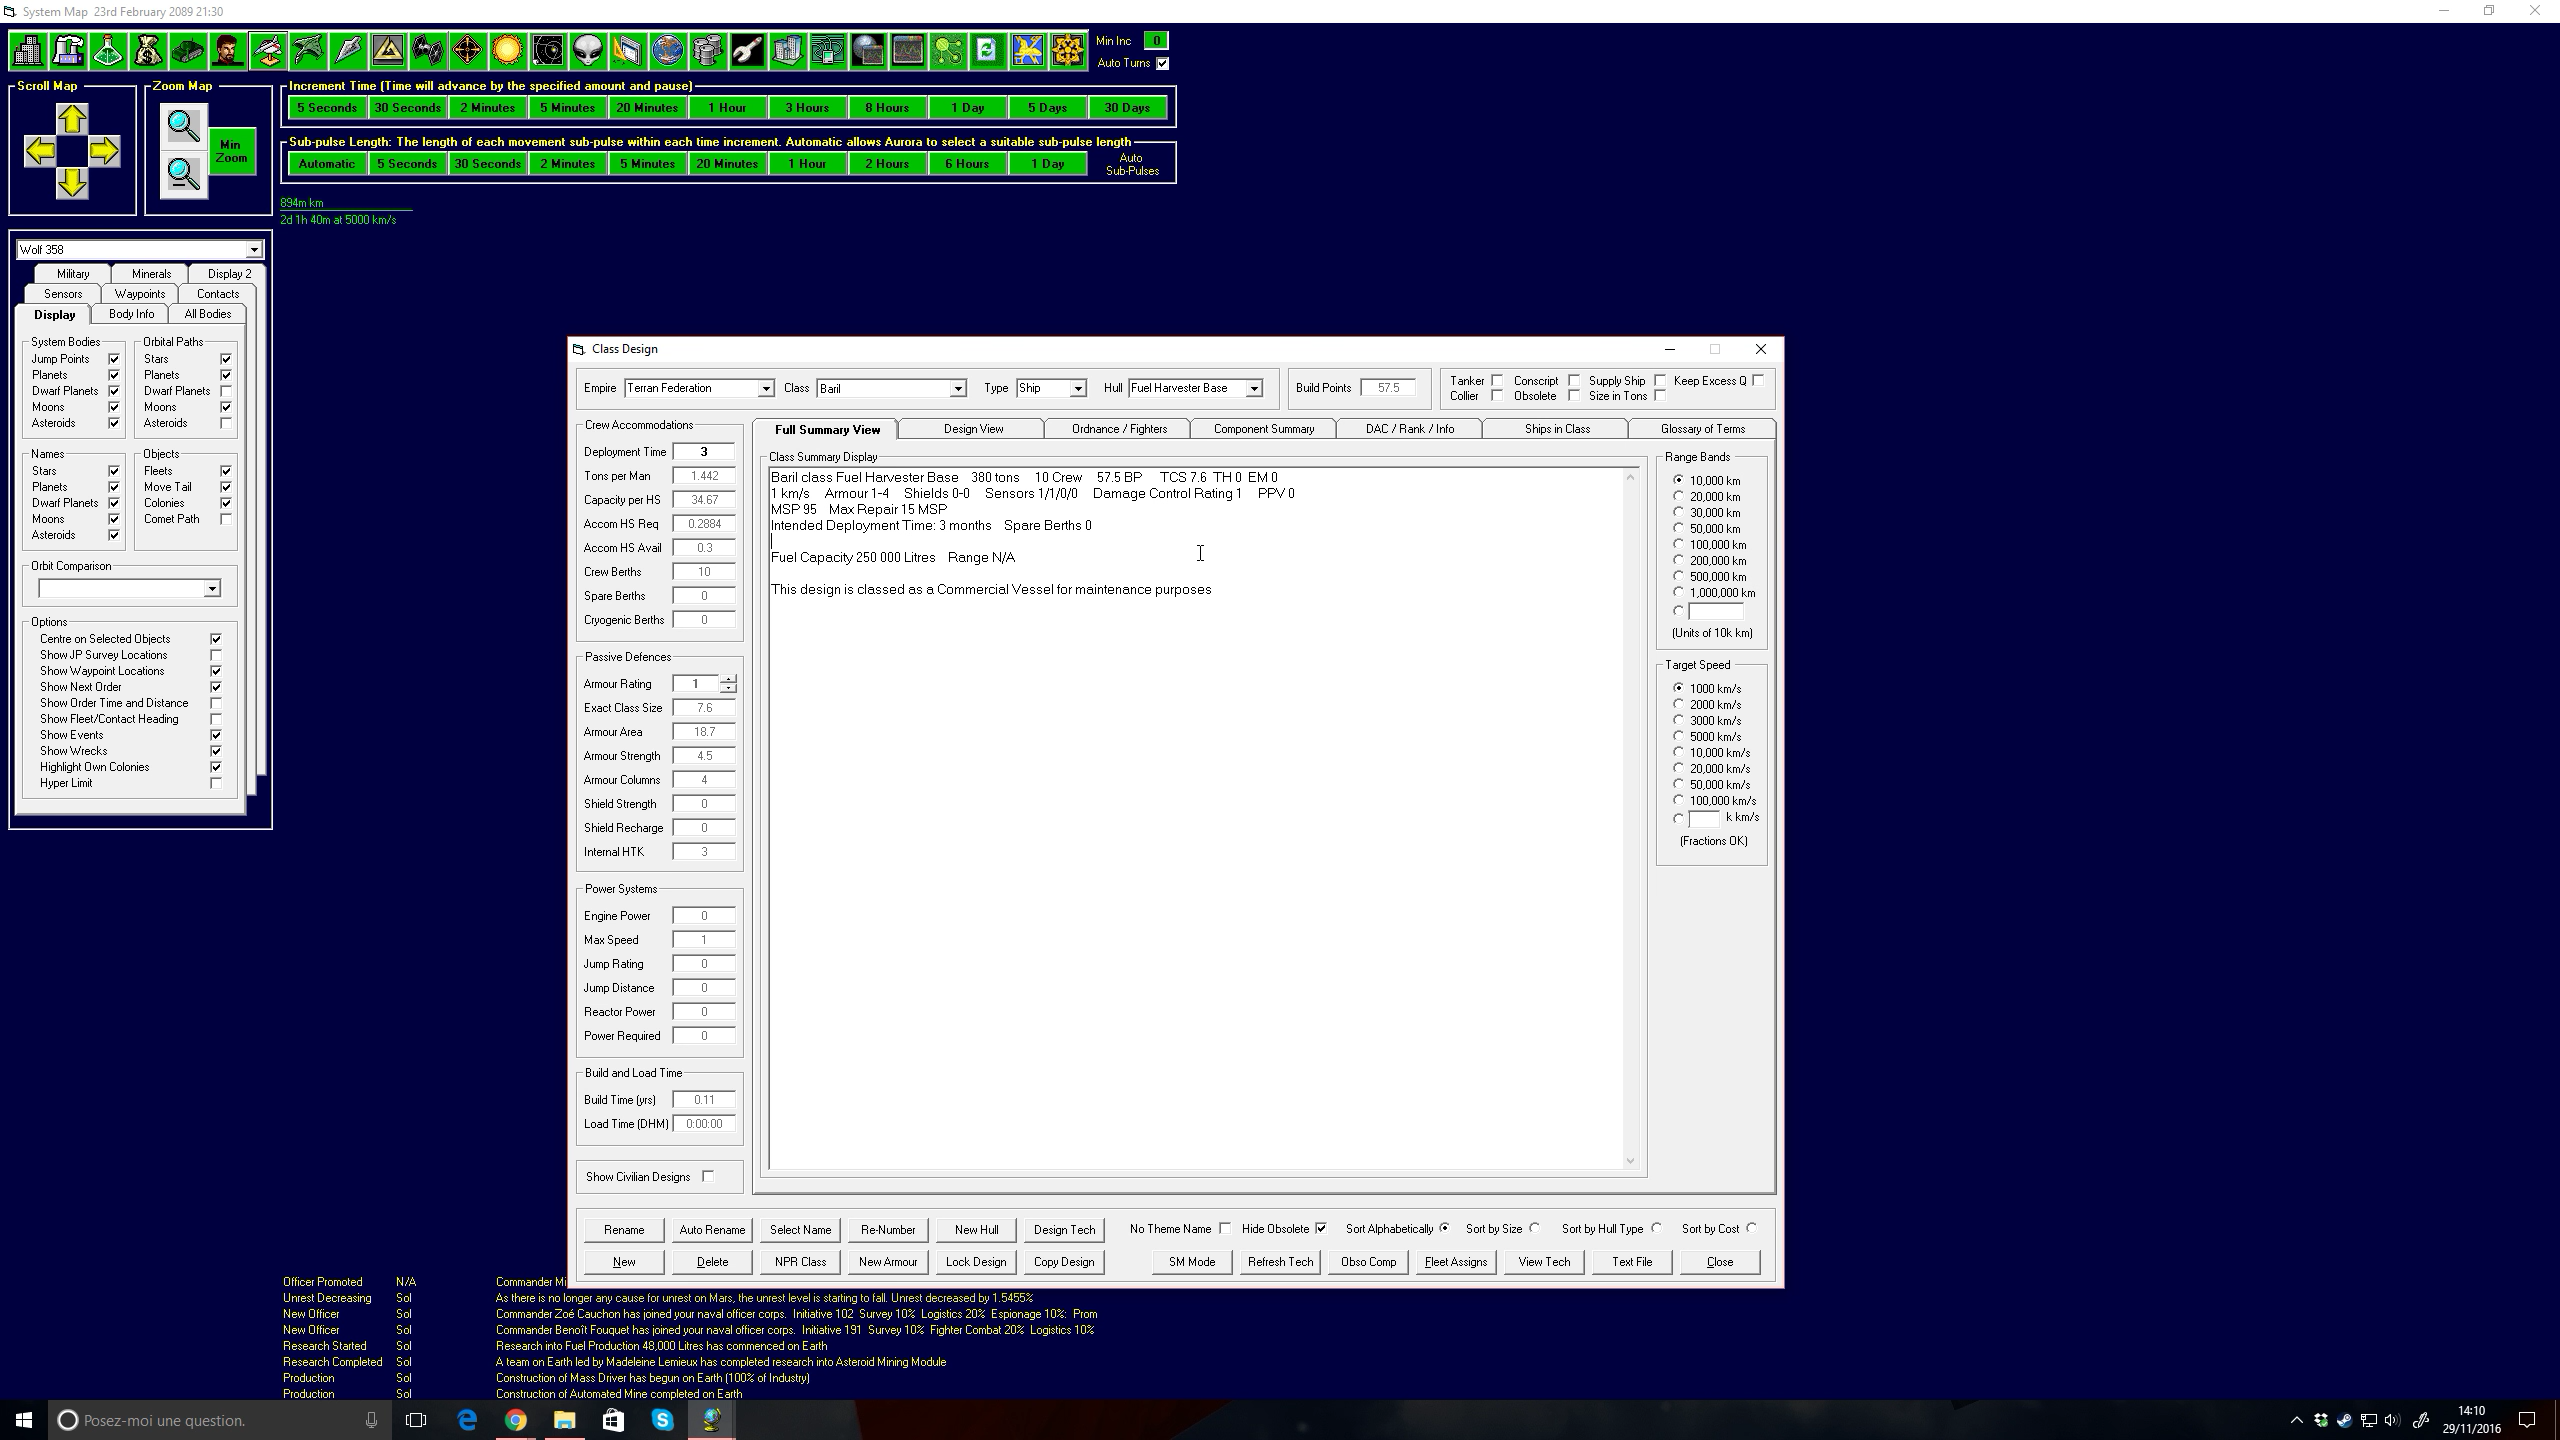 System Map 23rd February 2089 21:30
Min Inc 0
Auto Turns
Scroll Map
Zoom Map
Min Zoom
Increment Time (Time will advance by the specified amount and pause)
5 Seconds 30 Seconds 2 Minutes 5 Minutes 20 Minutes 1 Hour 3 Hours 8 Hours 1 Day 5 Days 30 Days
Sub-pulse Length: The length of each movement sub-pulse within each time increment. Automatic allows Aurora to select a suitable sub-pulse length
Automatic 5 Seconds 30 Seconds 2 Minutes 5 Minutes 20 Minutes 1 Hour 2 Hours 6 Hours 1 Day
Auto Sub-Pulses
894m km
2d 1h 40m at 5000 km/s
Wolf 358
Military Minerals Display 2
Sensors Waypoints Contacts
Display Body Info All Bodies
System Bodies
Jump Points
Planets
Dwarf Planets
Moons
Asteroids
Orbital Paths
Stars
Planets
Dwarf Planets
Moons
Asteroids
Names
Stars
Planets
Dwarf Planets
Moons
Asteroids
Objects
Fleets
Move Tail
Colonies
Comet Path
Orbit Comparison
Options
Centre on Selected Objects
Show JP Survey Locations
Show Waypoint Locations
Show Next Order
Show Order Time and Distance
Show Fleet/Contact Heading
Show Events
Show Wrecks
Highlight Own Colonies
Hyper Limit
Class Design
Empire Terran Federation Class Baril Type Ship Hull Fuel Harvester Base Build Points 57.5
Tanker Conscript Supply Ship Keep Excess Q
Collier Obsolete Size in Tons
Crew Accommodations
Deployment Time 3
Tons per Man 1.442
Capacity per HS 34.67
Accom HS Req 0.2884
Accom HS Avail 0.3
Crew Berths 10
Spare Berths 0
Cryogenic Berths 0
Passive Defences
Armour Rating 1
Exact Class Size 7.6
Armour Area 18.7
Armour Strength 4.5
Armour Columns 4
Shield Strength 0
Shield Recharge 0
Internal HTK 3
Power Systems
Engine Power 0
Max Speed 1
Jump Rating 0
Jump Distance 0
Reactor Power 0
Power Required 0
Build and Load Time
Build Time (yrs) 0.11
Load Time (DHM) 0:00:00
Show Civilian Designs
Full Summary View Design View Ordnance / Fighters Component Summary DAC / Rank / Info Ships in Class Glossary of Terms
Class Summary Display
Baril class Fuel Harvester Base 380 tons 10 Crew 57.5 BP TCS 7.6 TH 0 EM 0
1 km/s Armour 1-4 Shields 0-0 Sensors 1/1/0/0 Damage Control Rating 1 PPV 0
MSP 95 Max Repair 15 MSP
Intended Deployment Time: 3 months Spare Berths 0
Fuel Capacity 250 000 Litres Range N/A
This design is classed as a Commercial Vessel for maintenance purposes
Range Bands
10,000 km
20,000 km
30,000 km
50,000 km
100,000 km
200,000 km
500,000 km
1,000,000 km
(Units of 10k km)
Target Speed
1000 km/s
2000 km/s
3000 km/s
5000 km/s
10,000 km/s
20,000 km/s
50,000 km/s
100,000 km/s
k km/s
(Fractions OK)
Rename Auto Rename Select Name Re-Number New Hull Design Tech No Theme Name Hide Obsolete Sort Alphabetically Sort by Size Sort by Hull Type Sort by Cost
New Delete NPR Class New Armour Lock Design Copy Design SM Mode Refresh Tech Obso Comp Fleet Assigns View Tech Text File Close
Officer Promoted N/A Commander Mi
Unrest Decreasing Sol As there is no longer any cause for unrest on Mars, the unrest level is starting to fall. Unrest decreased by 1.5455%
New Officer Sol Commander Zoé Cauchon has joined your naval officer corps. Initiative 102 Survey 10% Logistics 20% Espionage 10%: Prom
New Officer Sol Commander Benoît Fouquet has joined your naval officer corps. Initiative 191 Survey 10% Fighter Combat 20% Logistics 10%
Research Started Sol Research into Fuel Production 48,000 Litres has commenced on Earth
Research Completed Sol A team on Earth led by Madeleine Lemieux has completed research into Asteroid Mining Module
Production Sol Construction of Mass Driver has begun on Earth (100% of Industry)
Production Sol Construction of Automated Mine completed on Earth
Posez-moi une question.
14:10
29/11/2016